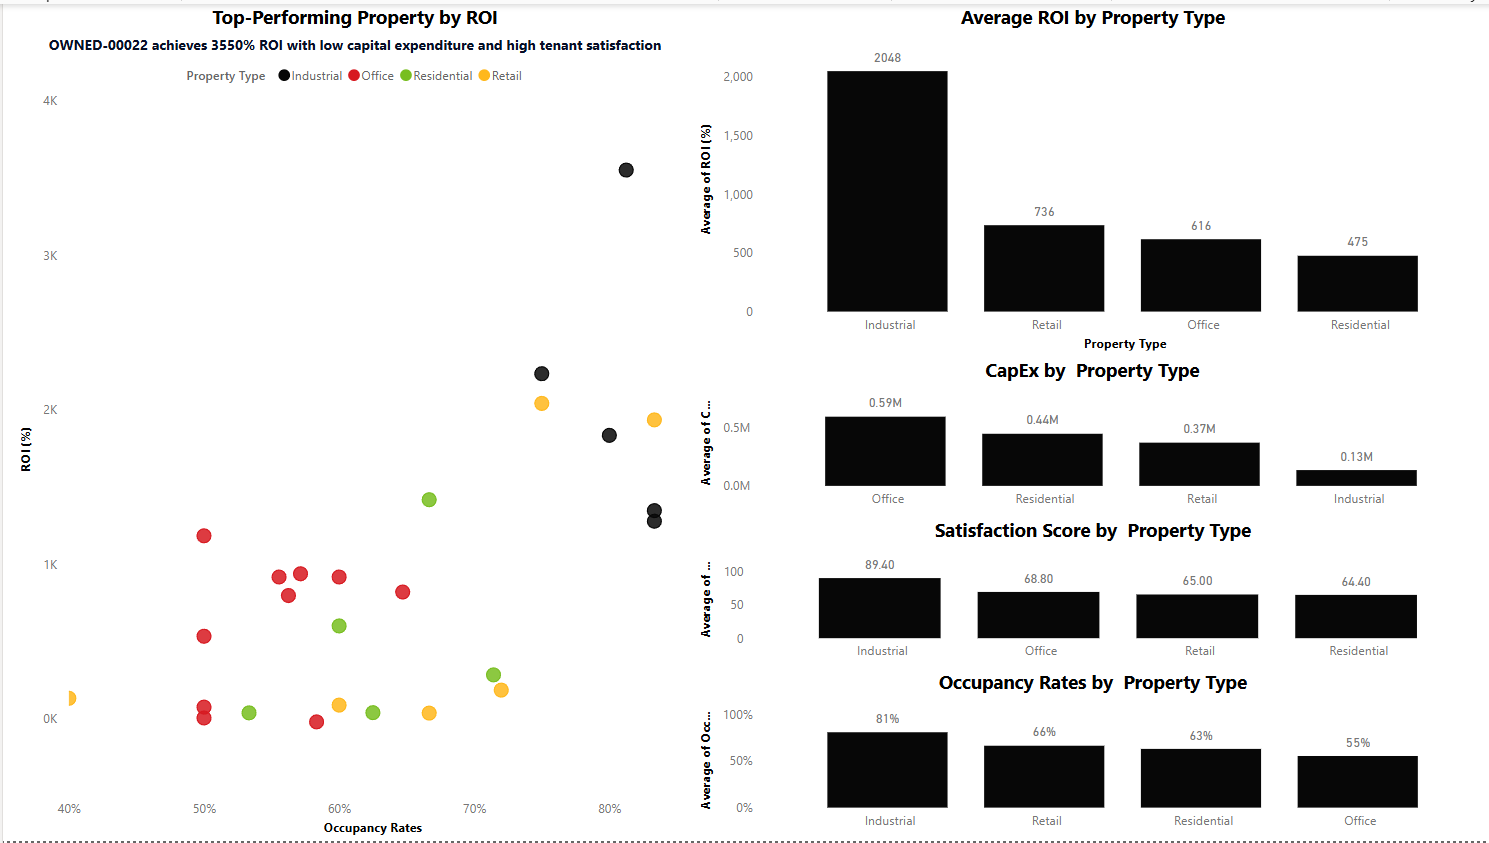 Top-Performing Property by ROI
OWNED-00022 achieves 3550% ROI with low capital expenditure and high tenant satisfaction
Property Type Industrial Office Residential Retail
4K
3K
2K
1K
0K
ROI (%)
40% 50% 60% 70% 80%
Occupancy Rates
Average ROI by Property Type
Average of ROI (%)
2,000
1,500
1,000
500
0
2048 736 616 475
Industrial Retail Office Residential
Property Type
CapEx by Property Type
Average of C...
0.5M
0.0M
0.59M 0.44M 0.37M 0.13M
Office Residential Retail Industrial
Satisfaction Score by Property Type
Average of ...
100
50
0
89.40 68.80 65.00 64.40
Industrial Office Retail Residential
Occupancy Rates by Property Type
Average of Occ...
100%
50%
0%
81% 66% 63% 55%
Industrial Retail Residential Office